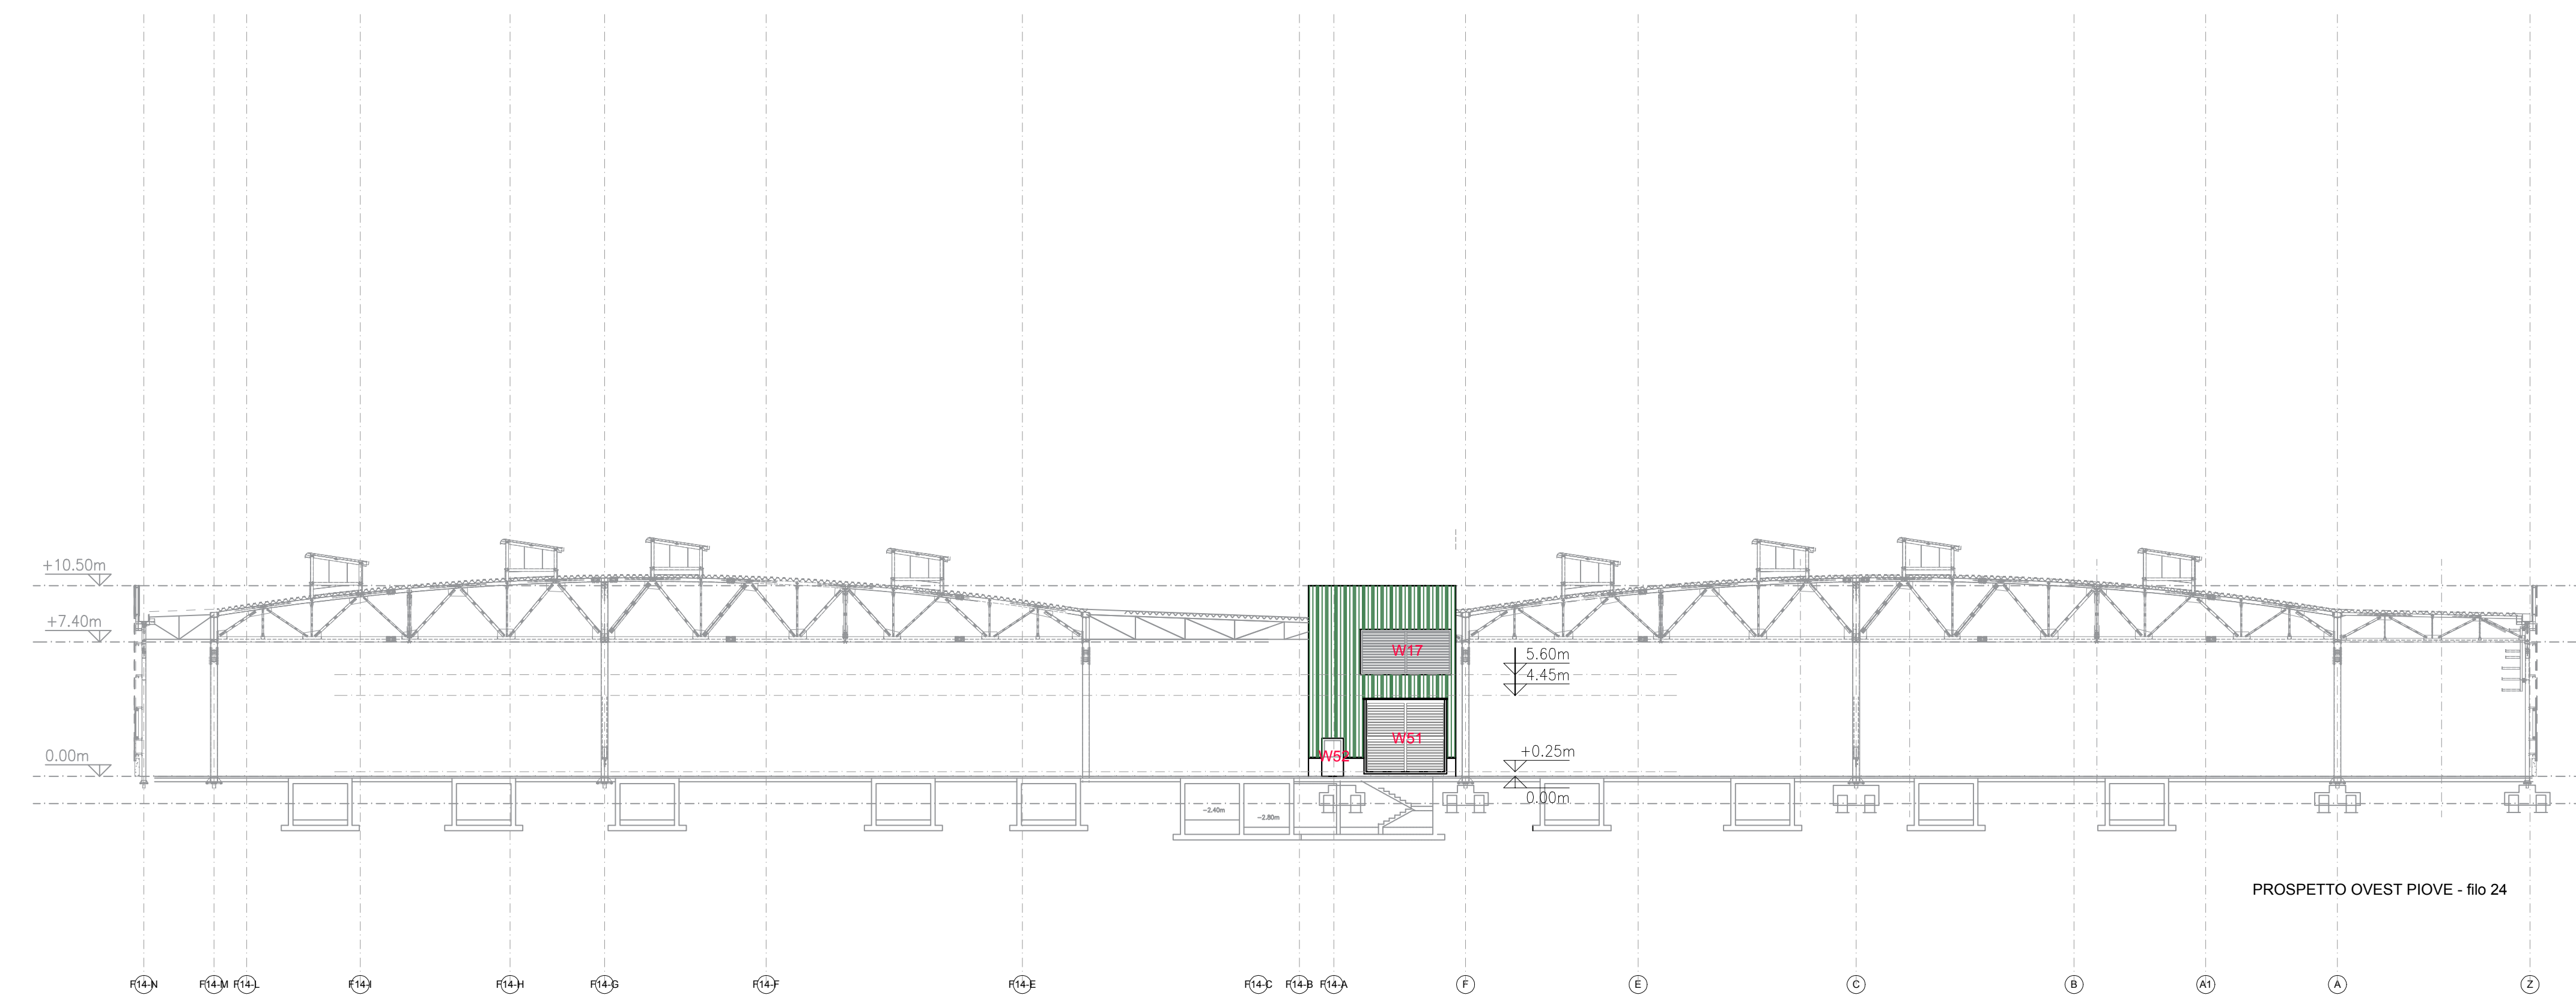 +10.50m
+7.40m
0.00m
W17
W51
W52
5.60m
4.45m
+0.25m
0.00m
-2.40m
-2.80m
PROSPETTO OVEST PIOVE - filo 24
F14-N F14-M F14-L F14-I F14-H F14-G F14-F F14-E F14-C F14-B F14-A F E C B A1 A Z